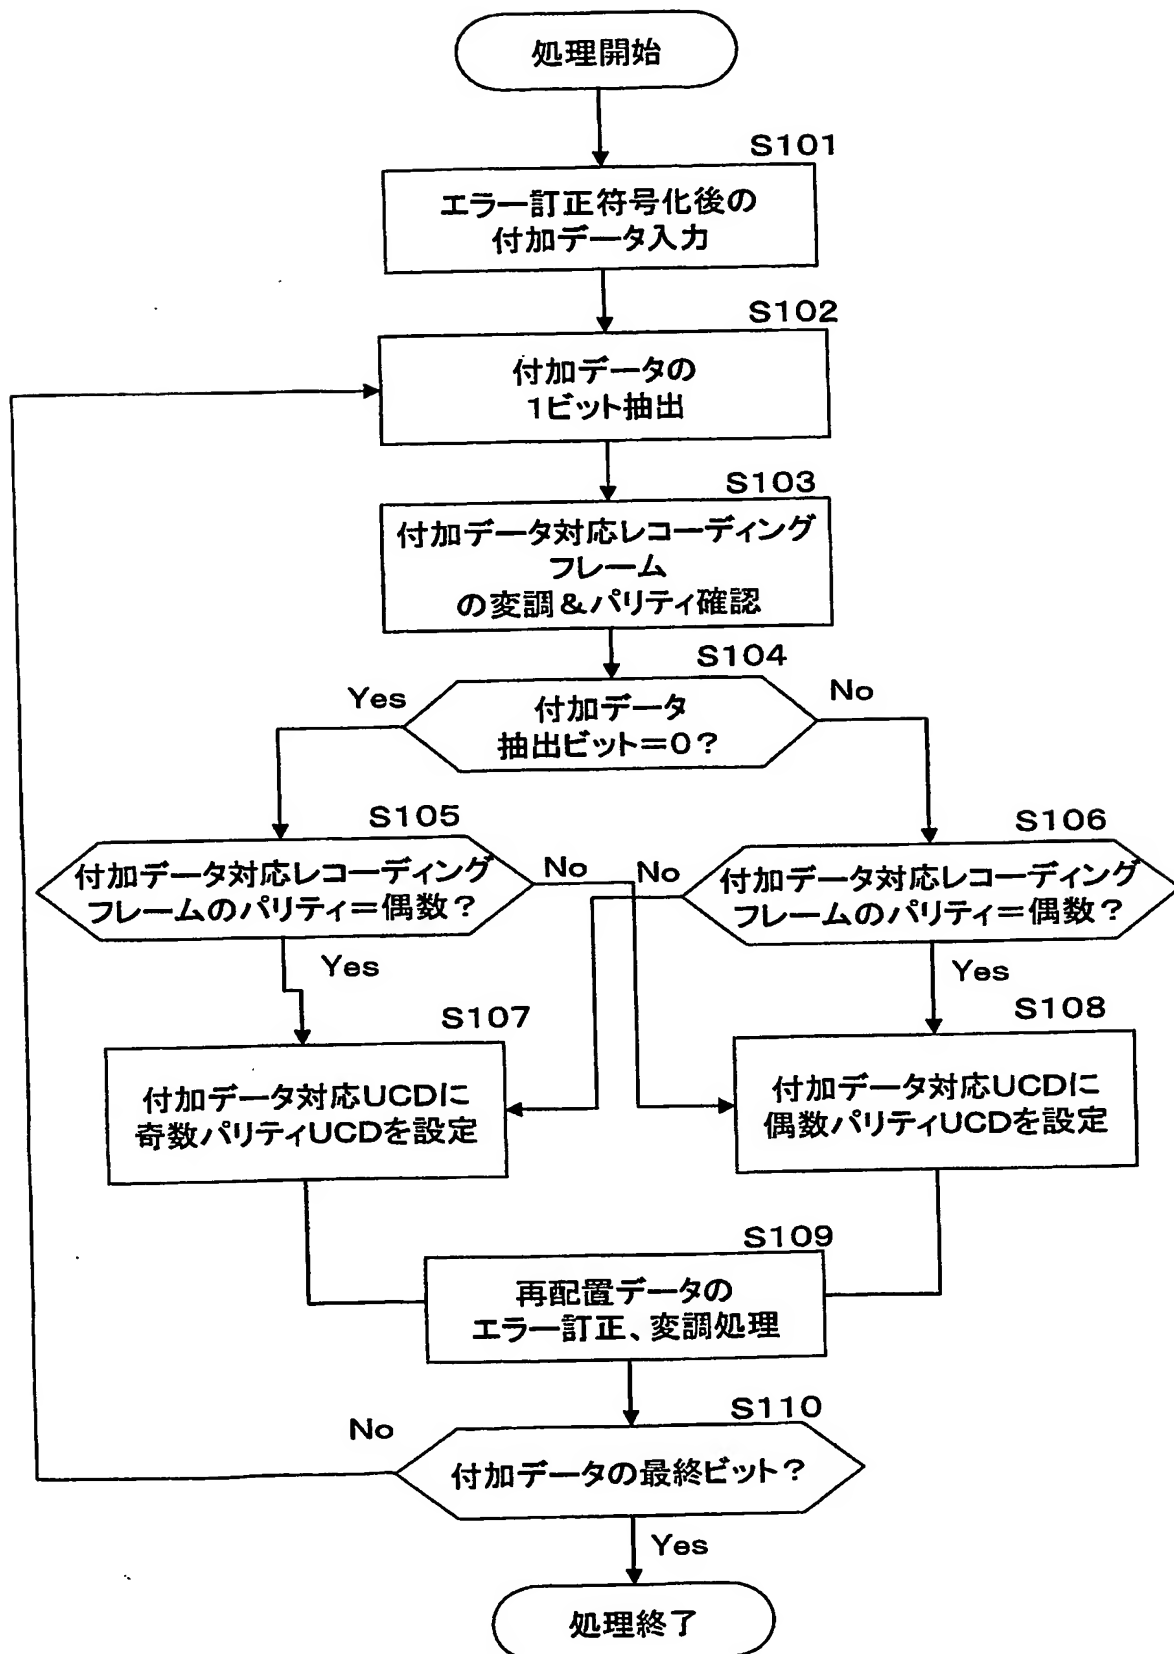 処理開始
S101
エラー訂正符号化後の
付加データ入力
S102
付加データの
1ビット抽出
S103
付加データ対応レコーディング
フレーム
の変調&パリティ確認
S104
付加データ
抽出ビット=0?
Yes
No
S105
付加データ対応レコーディング
フレームのパリティ=偶数?
No
Yes
S106
付加データ対応レコーディング
フレームのパリティ=偶数?
No
Yes
S107
付加データ対応UCDに
奇数パリティUCDを設定
S108
付加データ対応UCDに
偶数パリティUCDを設定
S109
再配置データの
エラー訂正、変調処理
S110
付加データの最終ビット?
No
Yes
処理終了